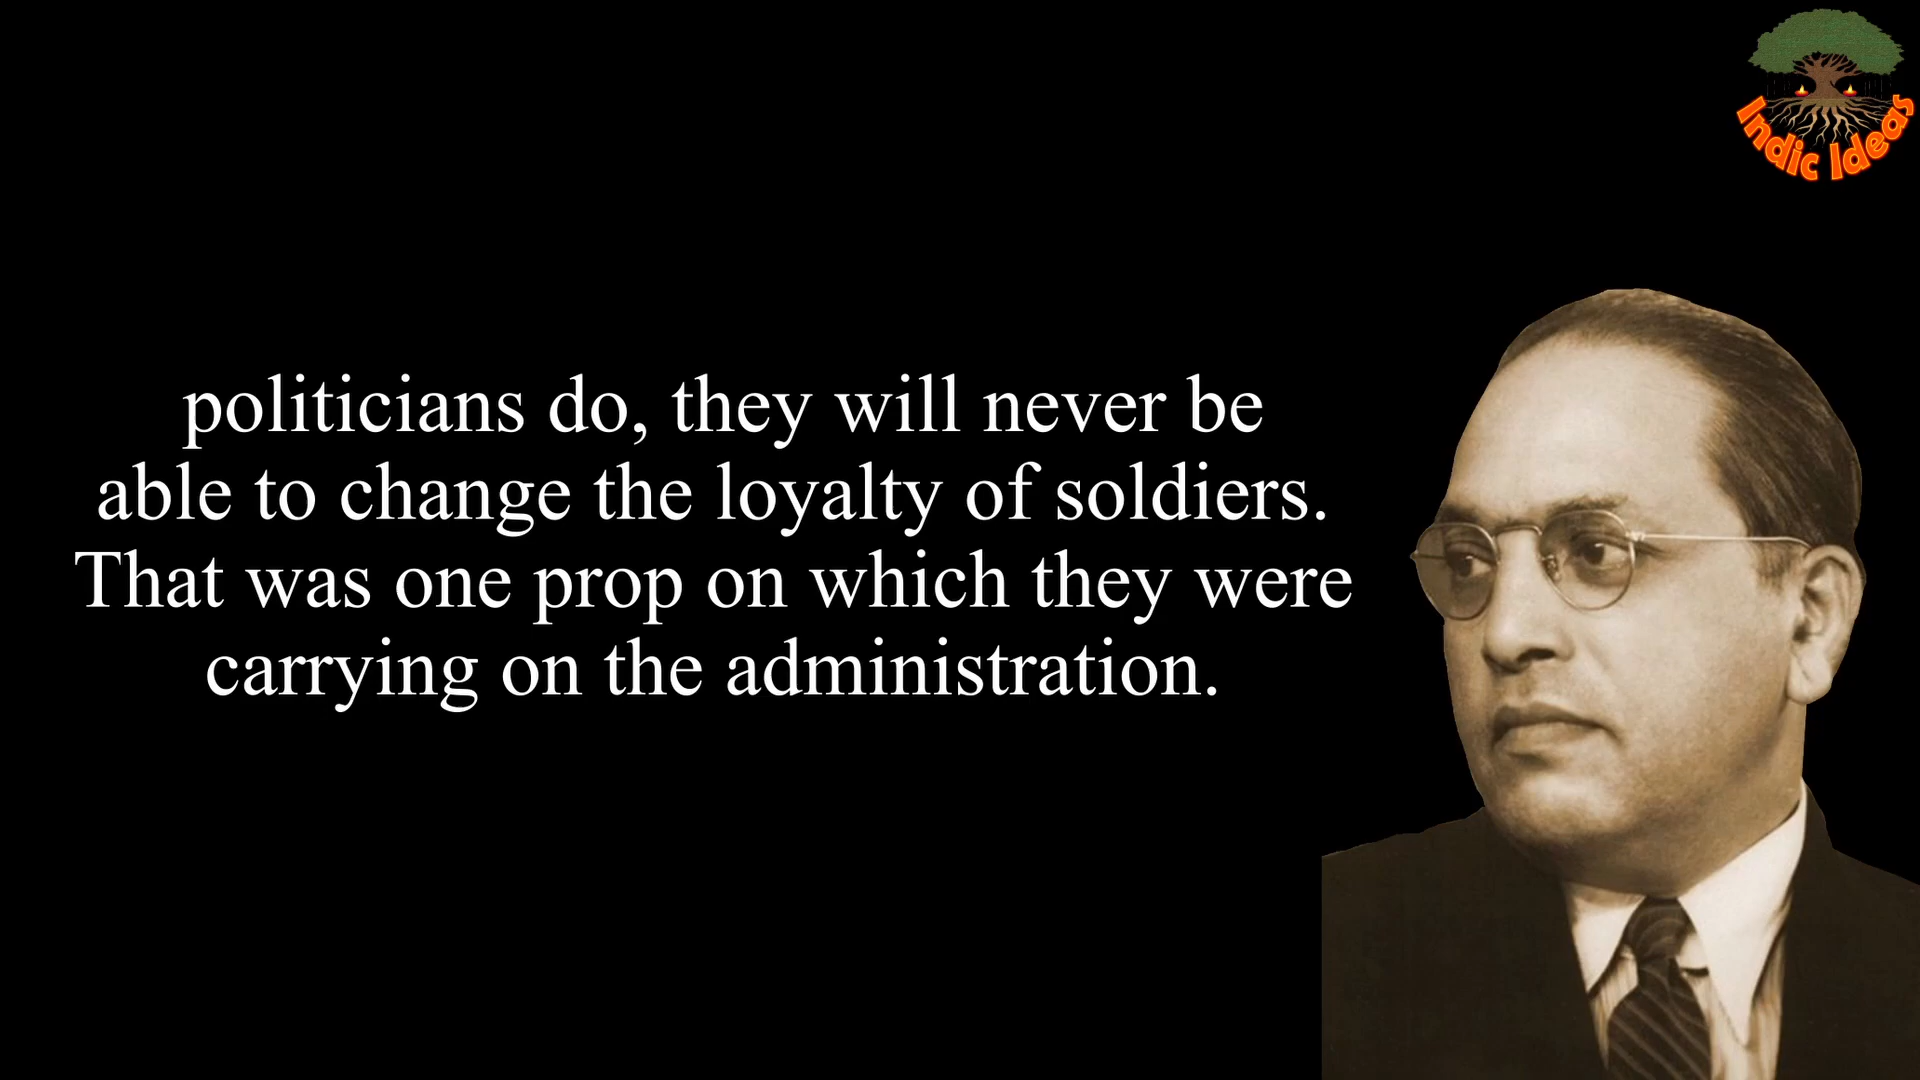 Indic Ideas
politicians do, they will never be
able to change the loyalty of soldiers.
That was one prop on which they were
carrying on the administration.